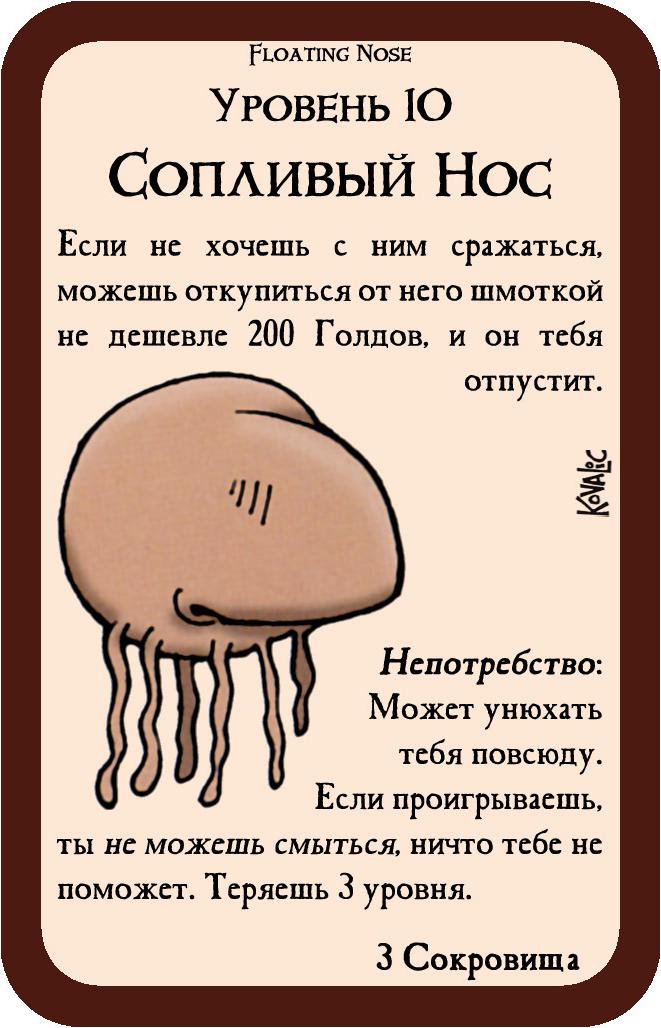 Floating Nose
Уровень 10
Сопливый Нос
Если не хочешь с ним сражаться,
можешь откупиться от него шмоткой
не дешевле 200 Голдов, и он тебя
отпустит.
Kovalic
Непотребство:
Может унюхать
тебя повсюду.
Если проигрываешь,
ты не можешь смыться, ничто тебе не
поможет. Теряешь 3 уровня.
3 Сокровища